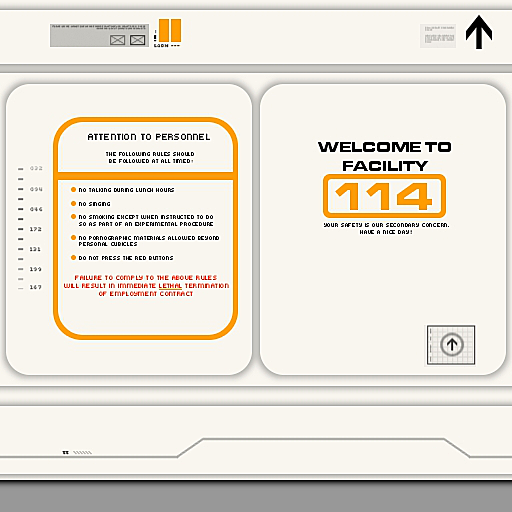 ATTENTION TO PERSONNEL
THE FOLLOWING RULES SHOULD
BE FOLLOWED AT ALL TIMES!
NO TALKING DURING LUNCH HOURS
NO SINGING
NO SMOKING EXCEPT WHEN INSTRUCTED TO DO
SO AS PART OF AN EXPERIMENTAL PROCEDURE
NO PORNOGRAPHIC MATERIALS ALLOWED BEYOND
PERSONAL CUBICLES
DO NOT PRESS THE RED BUTTONS
FAILURE TO COMPLY TO THE ABOVE RULES
WILL RESULT IN IMMEDIATE LETHAL TERMINATION
OF EMPLOYMENT CONTRACT
032
094
046
172
131
199
167
WELCOME TO
FACILITY
114
YOUR SAFETY IS OUR SECONDARY CONCERN.
HAVE A NICE DAY!